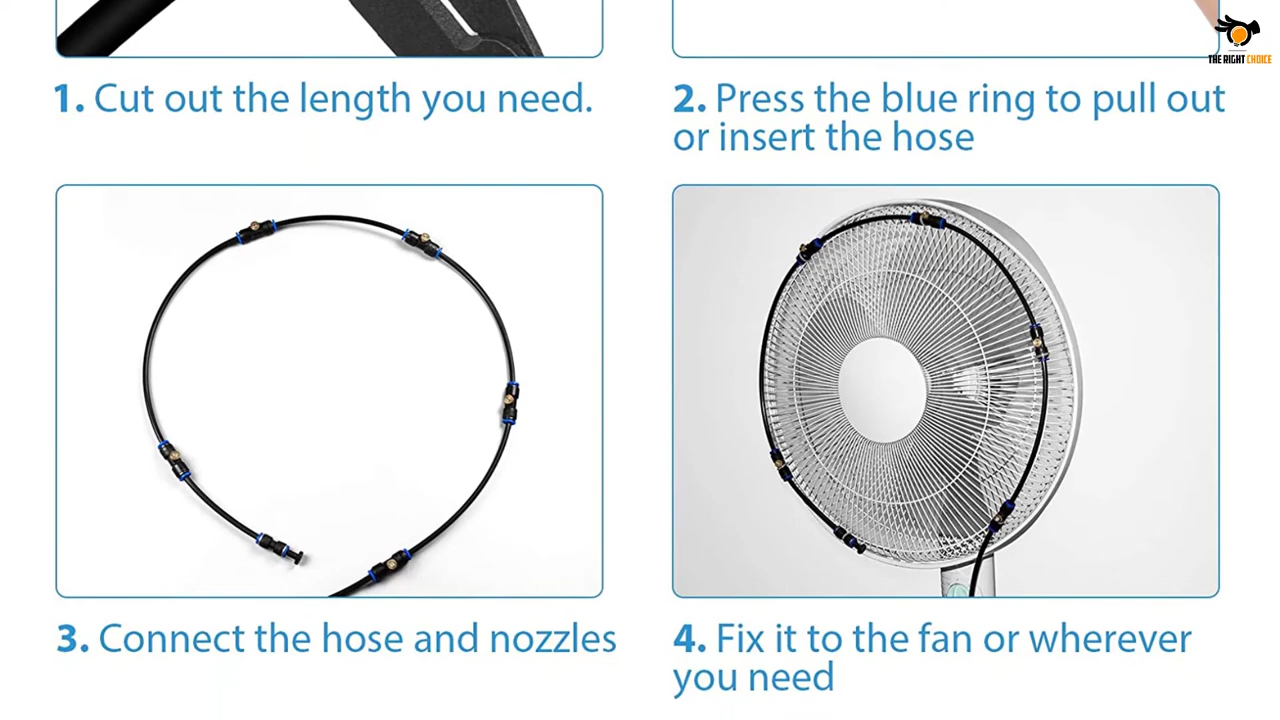 THE RIGHT CHOICE
1. Cut out the length you need.
2. Press the blue ring to pull out
or insert the hose
3. Connect the hose and nozzles
4. Fix it to the fan or wherever
you need